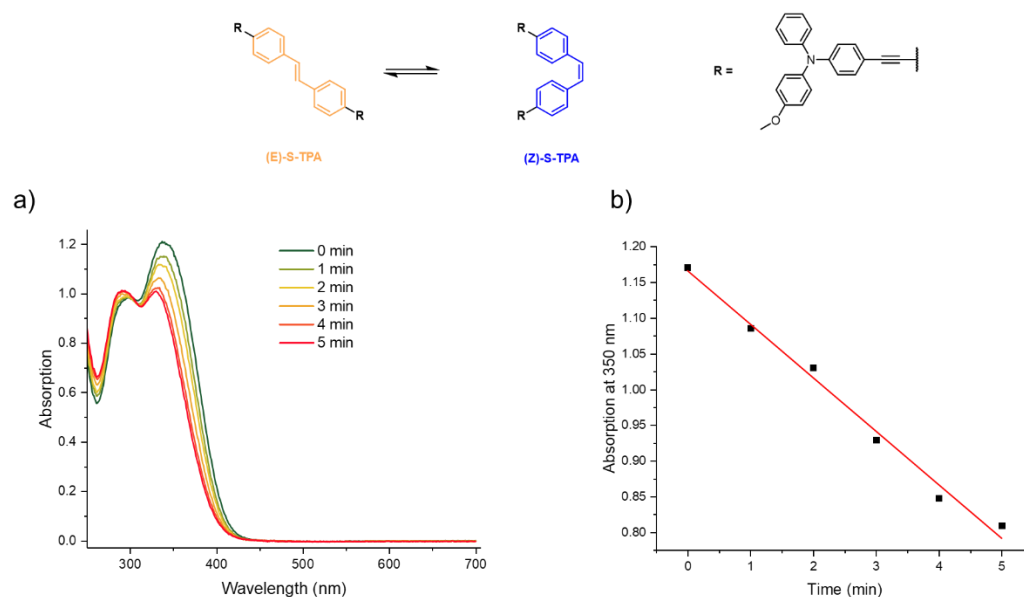 R
R
(E)-S-TPA
R
R
(Z)-S-TPA
R =
N
O
a)
1.2
1.0
0.8
0.6
0.4
0.2
0.0
Absorption
0 min
1 min
2 min
3 min
4 min
5 min
300
400
500
600
700
Wavelength (nm)
b)
1.20
1.15
1.10
1.05
1.00
0.95
0.90
0.85
0.80
Absorption at 350 nm
0
1
2
3
4
5
Time (min)